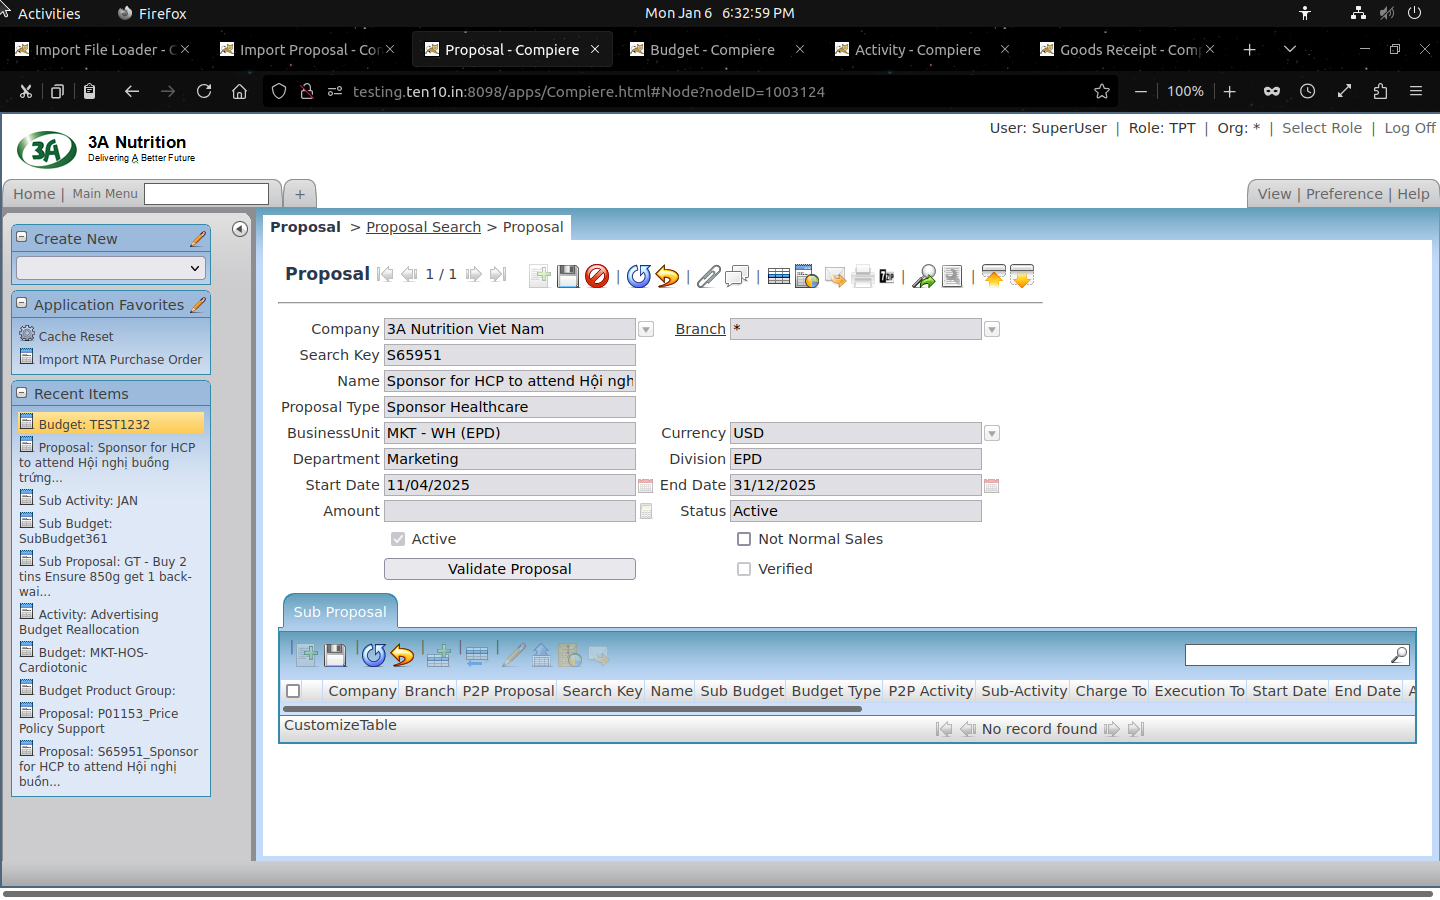 Activities
Firefox
Mon Jan 6 6:32:59 PM
Import File Loader - C
Import Proposal - Con
Proposal - Compiere
Budget - Compiere
Activity - Compiere
Goods Receipt - Comp
testing.ten10.in:8098/apps/Compiere.html#Node?nodeID=1003124
100%
3A
3A Nutrition
Delivering A Better Future
User: SuperUser | Role: TPT | Org: * | Select Role | Log Off
Home | Main Menu
+
View | Preference | Help
Create New
Application Favorites
Cache Reset
Import NTA Purchase Order
Recent Items
Budget: TEST1232
Proposal: Sponsor for HCP
to attend Hội nghị buồng
trứng...
Sub Activity: JAN
Sub Budget:
SubBudget361
Sub Proposal: GT - Buy 2
tins Ensure 850g get 1 back-
wai...
Activity: Advertising
Budget Reallocation
Budget: MKT-HOS-
Cardiotonic
Budget Product Group:
Proposal: P01153_Price
Policy Support
Proposal: S65951_Sponsor
for HCP to attend Hội nghị
buồn...
Proposal > Proposal Search > Proposal
Proposal
1 / 1
7ZIP
Company 3A Nutrition Viet Nam
Branch *
Search Key S65951
Name Sponsor for HCP to attend Hội ngh
Proposal Type Sponsor Healthcare
BusinessUnit MKT - WH (EPD)
Currency USD
Department Marketing
Division EPD
Start Date 11/04/2025
End Date 31/12/2025
Amount
Status Active
Active
Not Normal Sales
Validate Proposal
Verified
Sub Proposal
Company Branch P2P Proposal Search Key Name Sub Budget Budget Type P2P Activity Sub-Activity Charge To Execution To Start Date End Date A
CustomizeTable
No record found